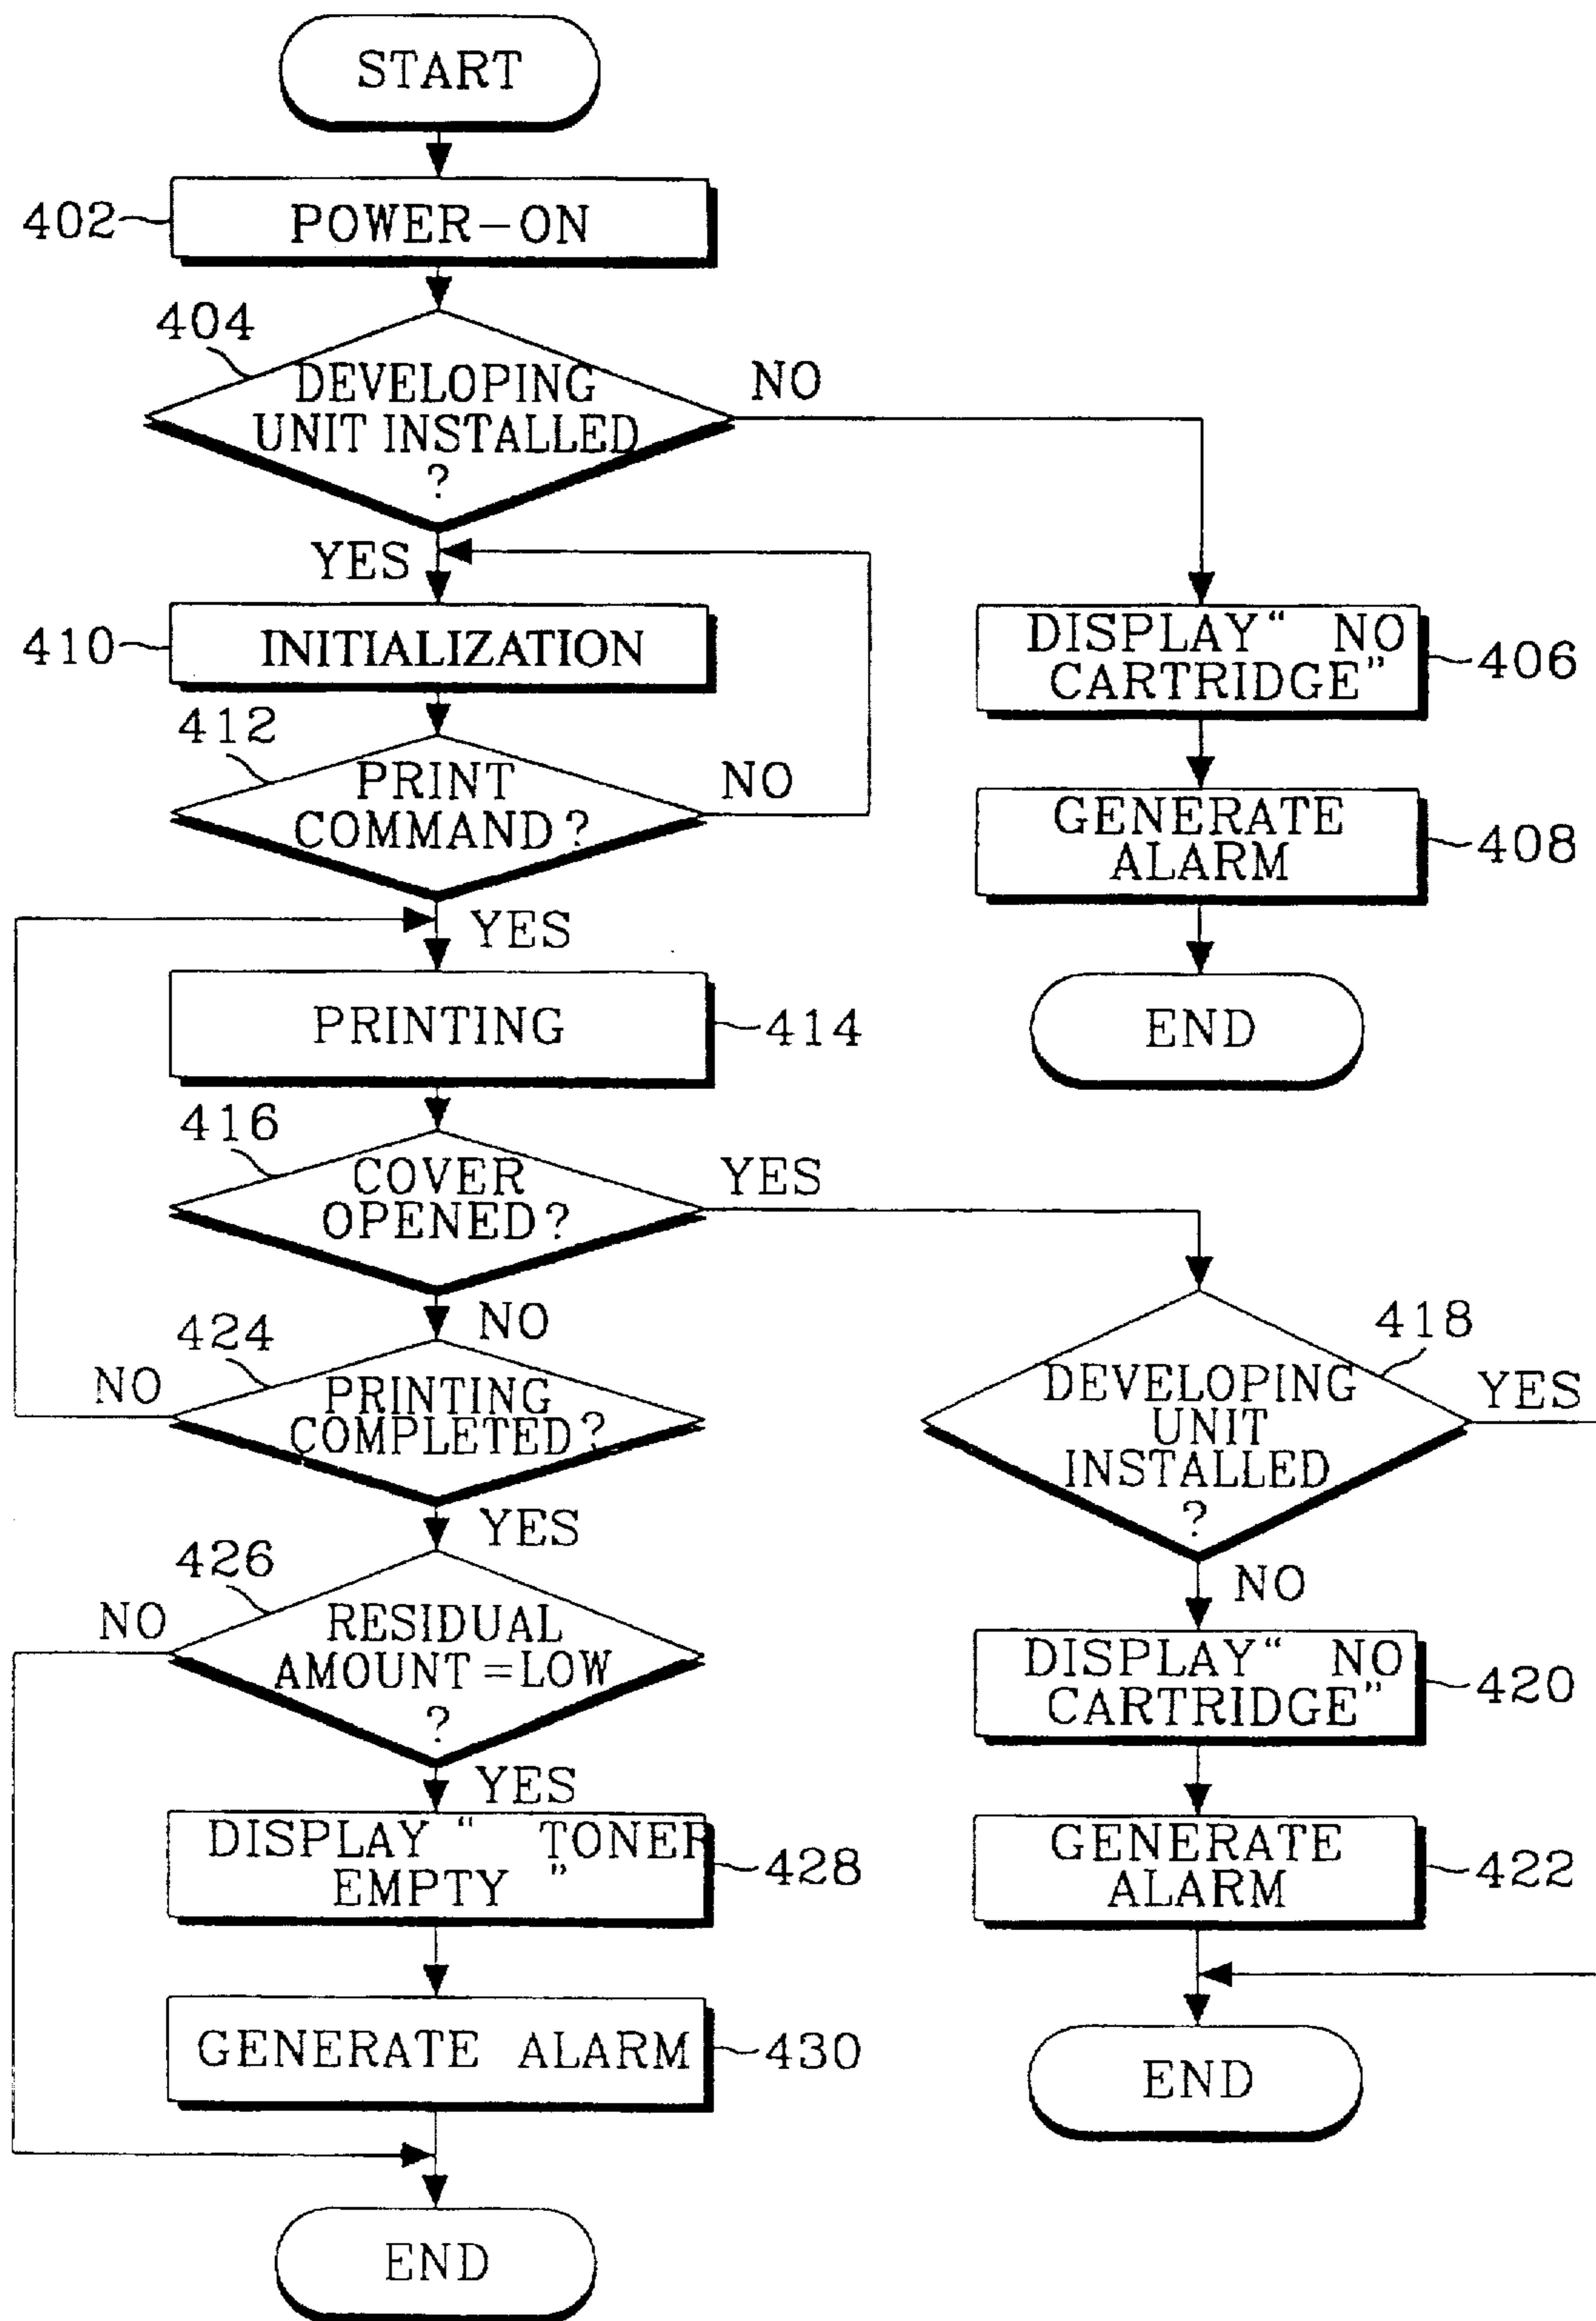 START
402
POWER-ON
404
DEVELOPING
UNIT INSTALLED
?
NO
YES
410
INITIALIZATION
DISPLAY“ NO
CARTRIDGE”
406
412
PRINT
COMMAND?
NO
GENERATE
ALARM
408
YES
PRINTING
414
END
416
COVER
OPENED?
YES
NO
424
PRINTING
COMPLETED?
NO
418
DEVELOPING
UNIT
INSTALLED
?
YES
YES
426
RESIDUAL
AMOUNT=LOW
?
NO
NO
DISPLAY“ NO
CARTRIDGE”
420
YES
DISPLAY“ TONER
EMPTY ”
428
GENERATE
ALARM
422
GENERATE ALARM
430
END
END